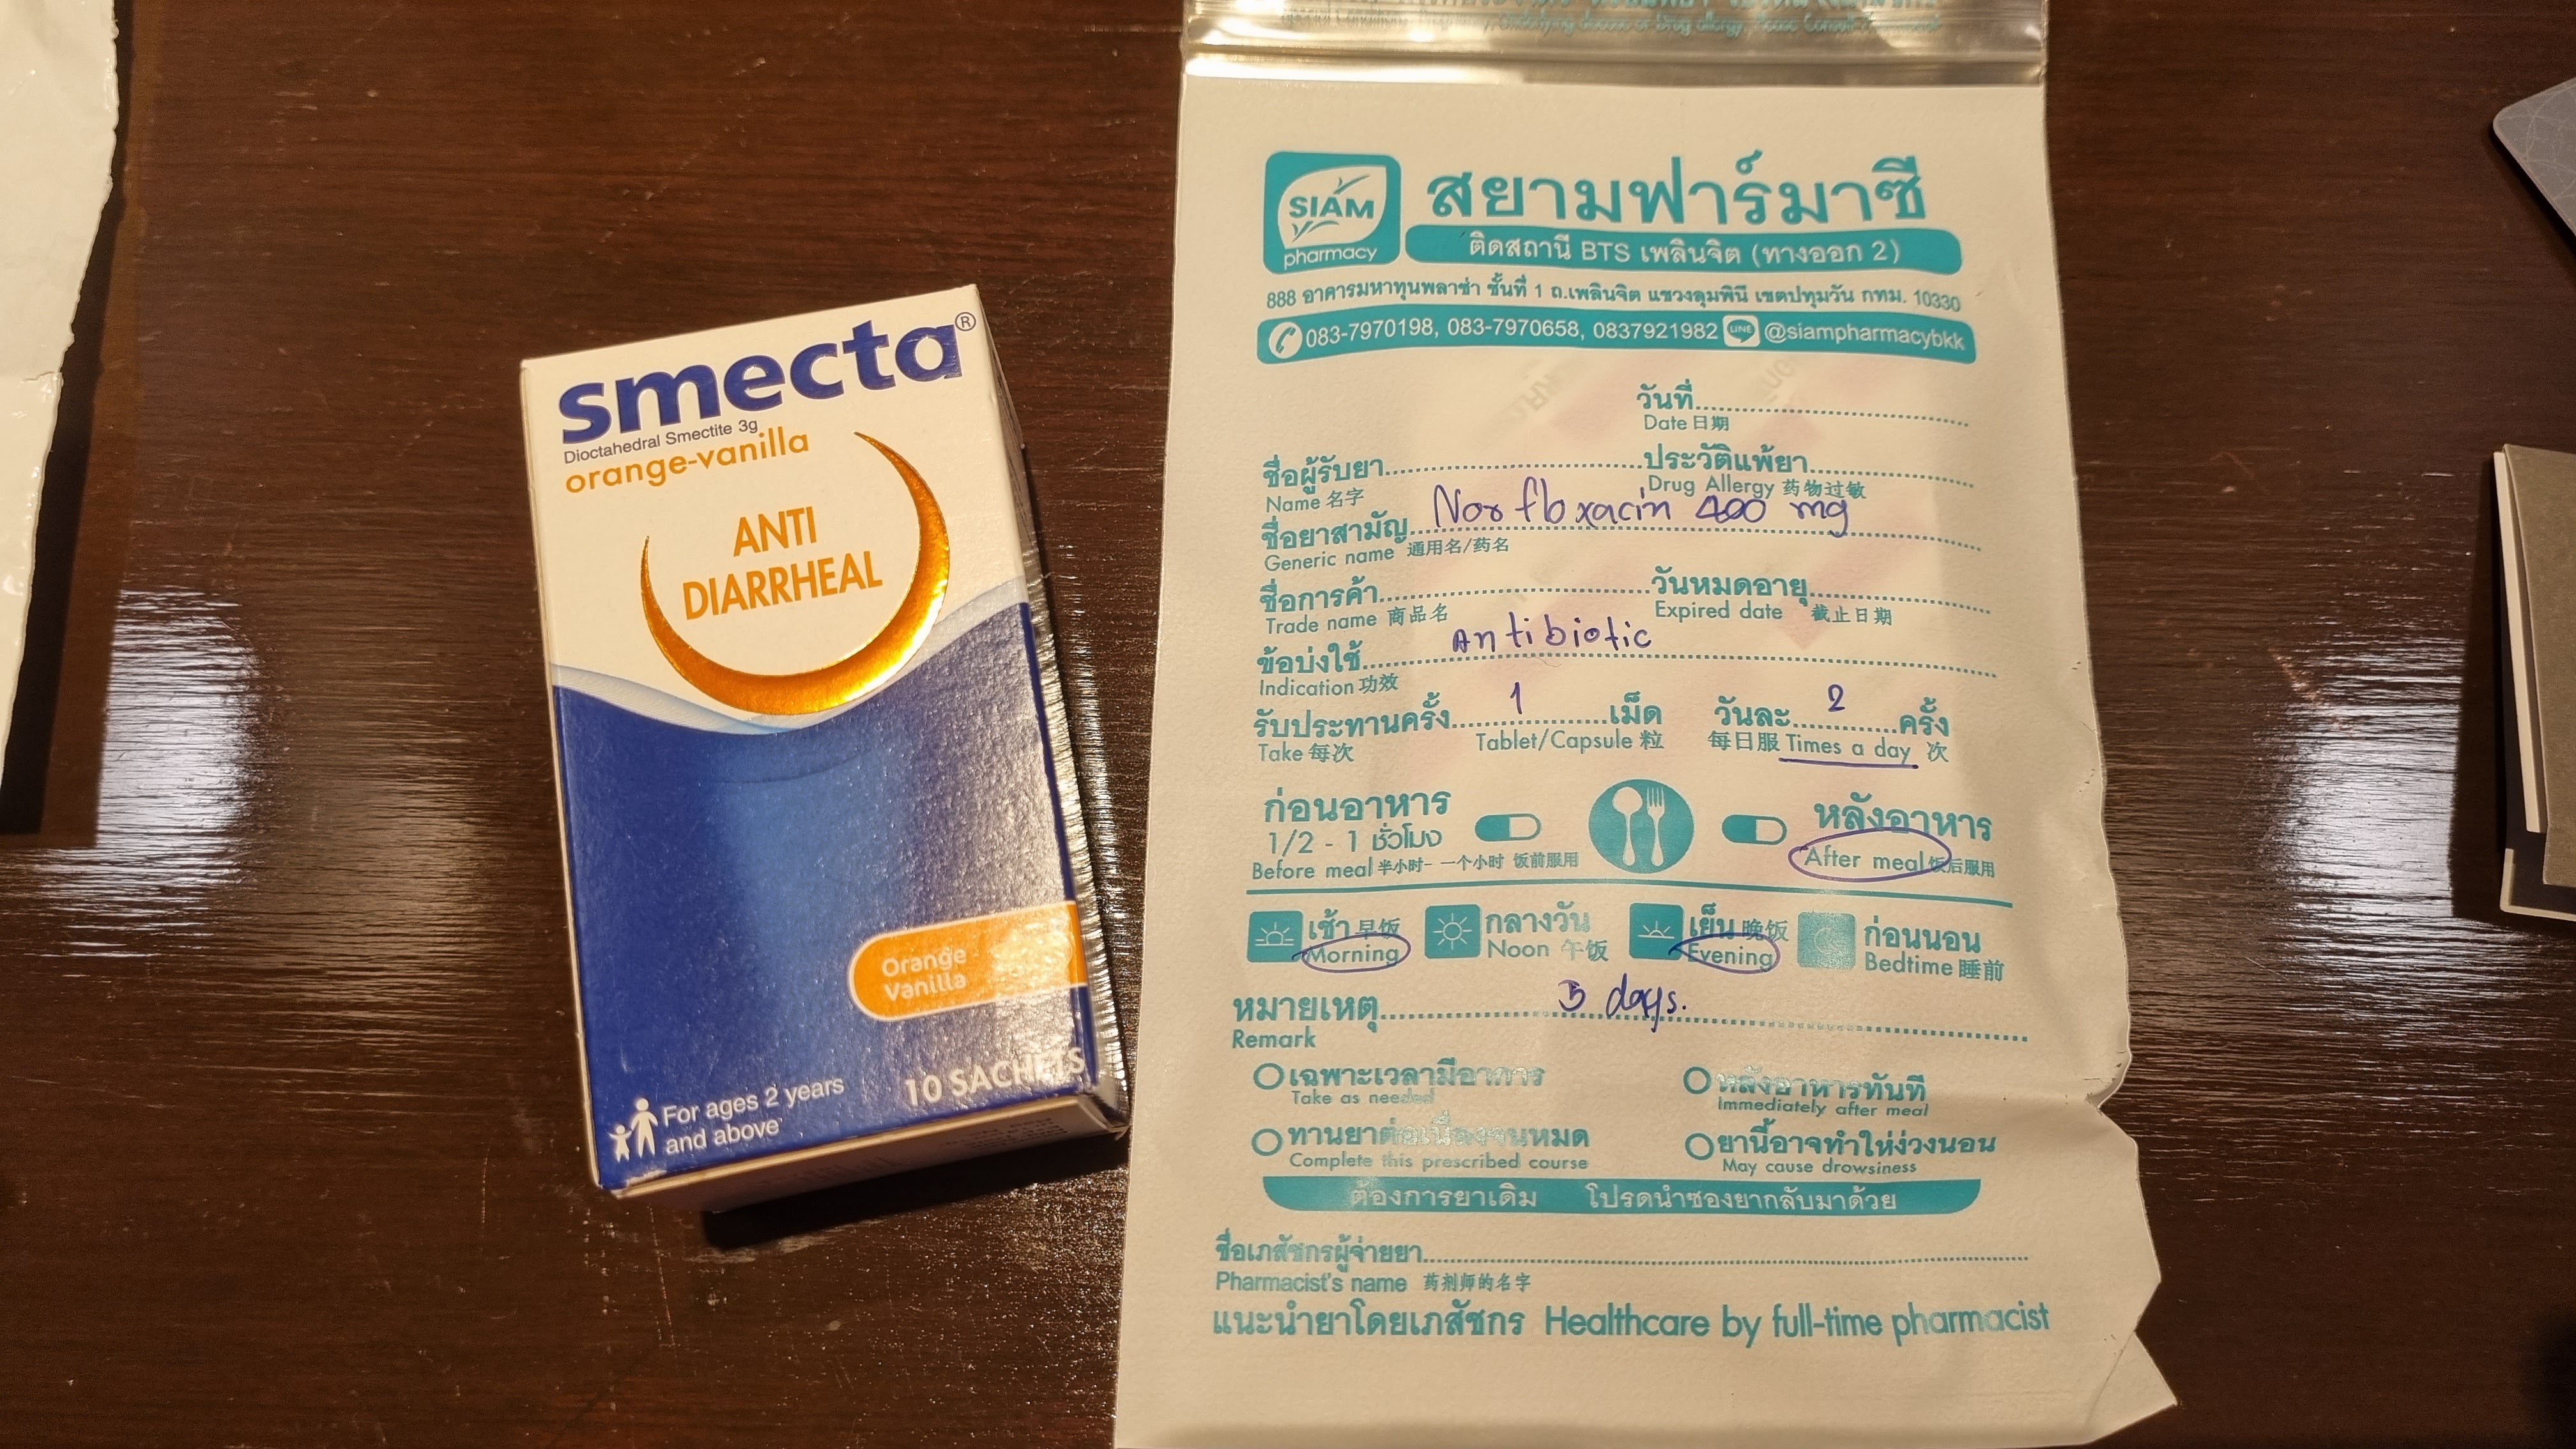 smecta®
Dioctahedral Smectite 3g
orange-vanilla
ANTI
DIARRHEAL
Orange -
Vanilla
10 SACHETS
For ages 2 years
and above
SIAM
pharmacy
สยามฟาร์มาซี
ติดสถานี BTS เพลินจิต (ทางออก 2)
888 อาคารมหาทุนพลาซ่า ชั้นที่ 1 ถ.เพลินจิต แขวงลุมพินี เขตปทุมวัน กทม. 10330
083-7970198, 083-7970658, 0837921982 LINE @siampharmacybkk
วันที่
Date 日期
ชื่อผู้รับยา ประวัติแพ้ยา
Name 名字 Drug Allergy 药物过敏
ชื่อยาสามัญ Norfloxacin 400 mg
Generic name 通用名/药名
ชื่อการค้า วันหมดอายุ
Trade name 商品名 Expired date 截止日期
ข้อบ่งใช้ Antibiotic
Indication 功效
รับประทานครั้ง 1 เม็ด วันละ 2 ครั้ง
Take 每次 Tablet/Capsule 粒 每日服 Times a day 次
ก่อนอาหาร หลังอาหาร
1/2 - 1 ชั่วโมง
Before meal 半小时- 一个小时 饭前服用 After meal 饭后服用
เช้า 早饭 กลางวัน เย็น 晚饭 ก่อนนอน
Morning Noon 午饭 Evening Bedtime 睡前
หมายเหตุ days.
Remark
เฉพาะเวลามีอาการ หลังอาหารทันที
Take as needed Immediately after meal
ทานยาต่อเนื่องจนหมด ยานี้อาจทำให้ง่วงนอน
Complete this prescribed course May cause drowsiness
ต้องการยาเดิม โปรดนำซองยากลับมาด้วย
ชื่อเภสัชกรผู้จ่ายยา
Pharmacist's name 药剂师的名字
แนะนำยาโดยเภสัชกร Healthcare by full-time pharmacist